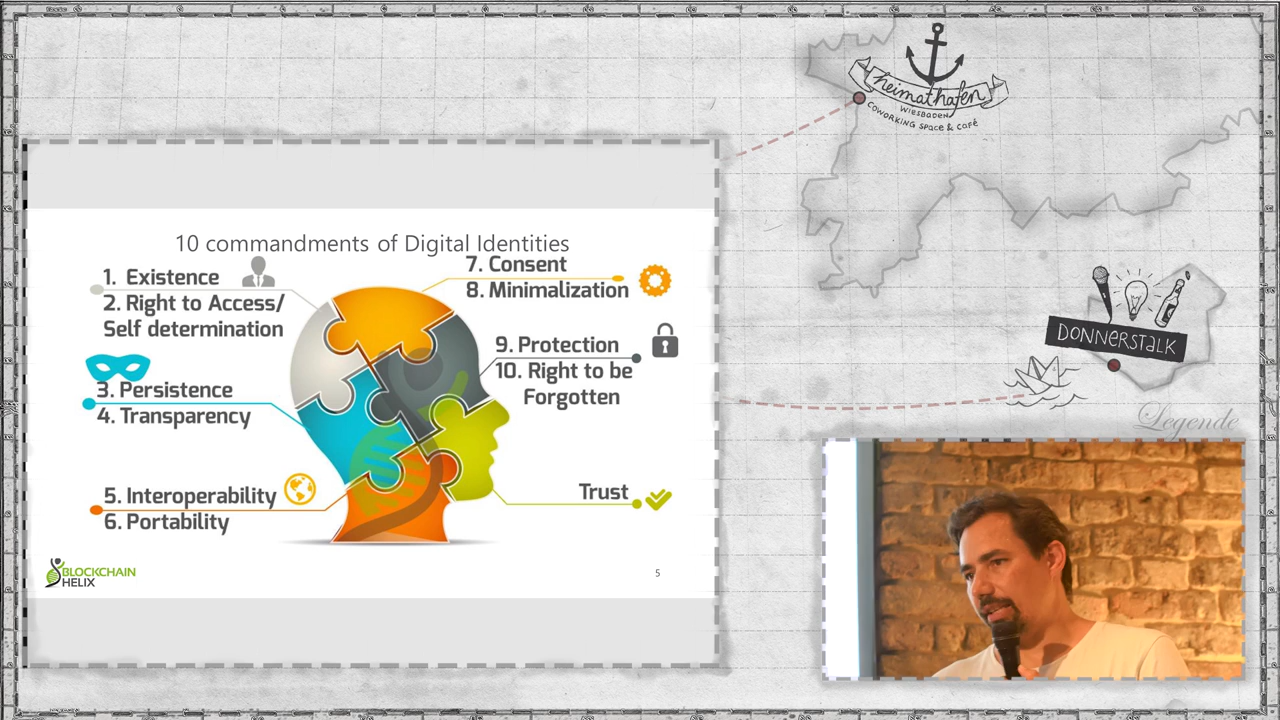 heimathafen
WIESBADEN
COWORKING SPACE & CAFÉ
10 commandments of Digital Identities
1. Existence
2. Right to Access/
Self determination
3. Persistence
4. Transparency
5. Interoperability
6. Portability
7. Consent
8. Minimalization
9. Protection
10. Right to be
Forgotten
Trust
BLOCKCHAIN
HELIX
5
DONNERSTALK
Legende